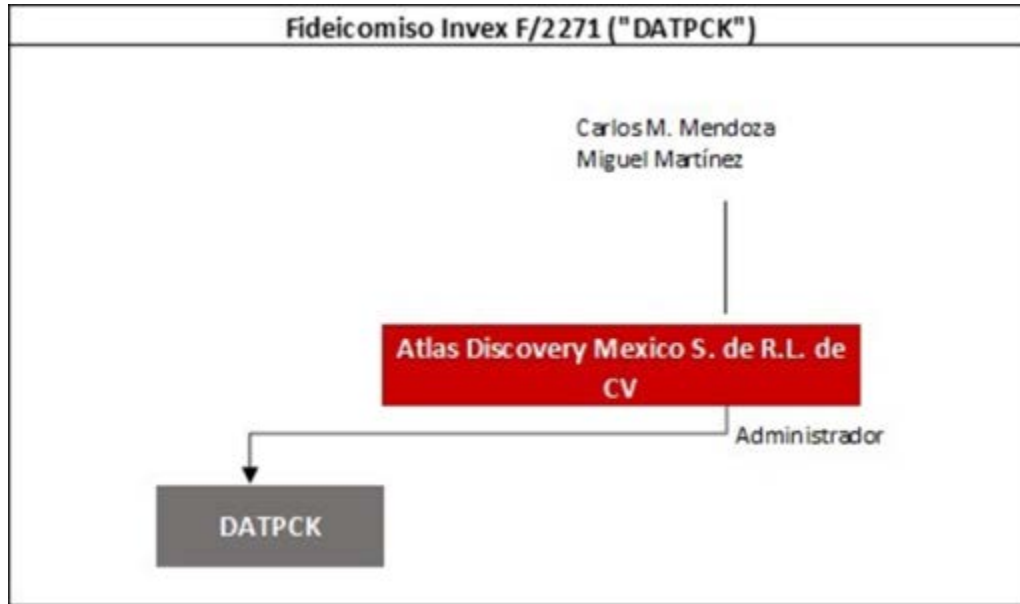 Fideicomiso Invex F/2271 ("DATPCK")
Carlos M. Mendoza
Miguel Martínez
Atlas Discovery Mexico S. de R.L. de
CV
Administrador
DATPCK